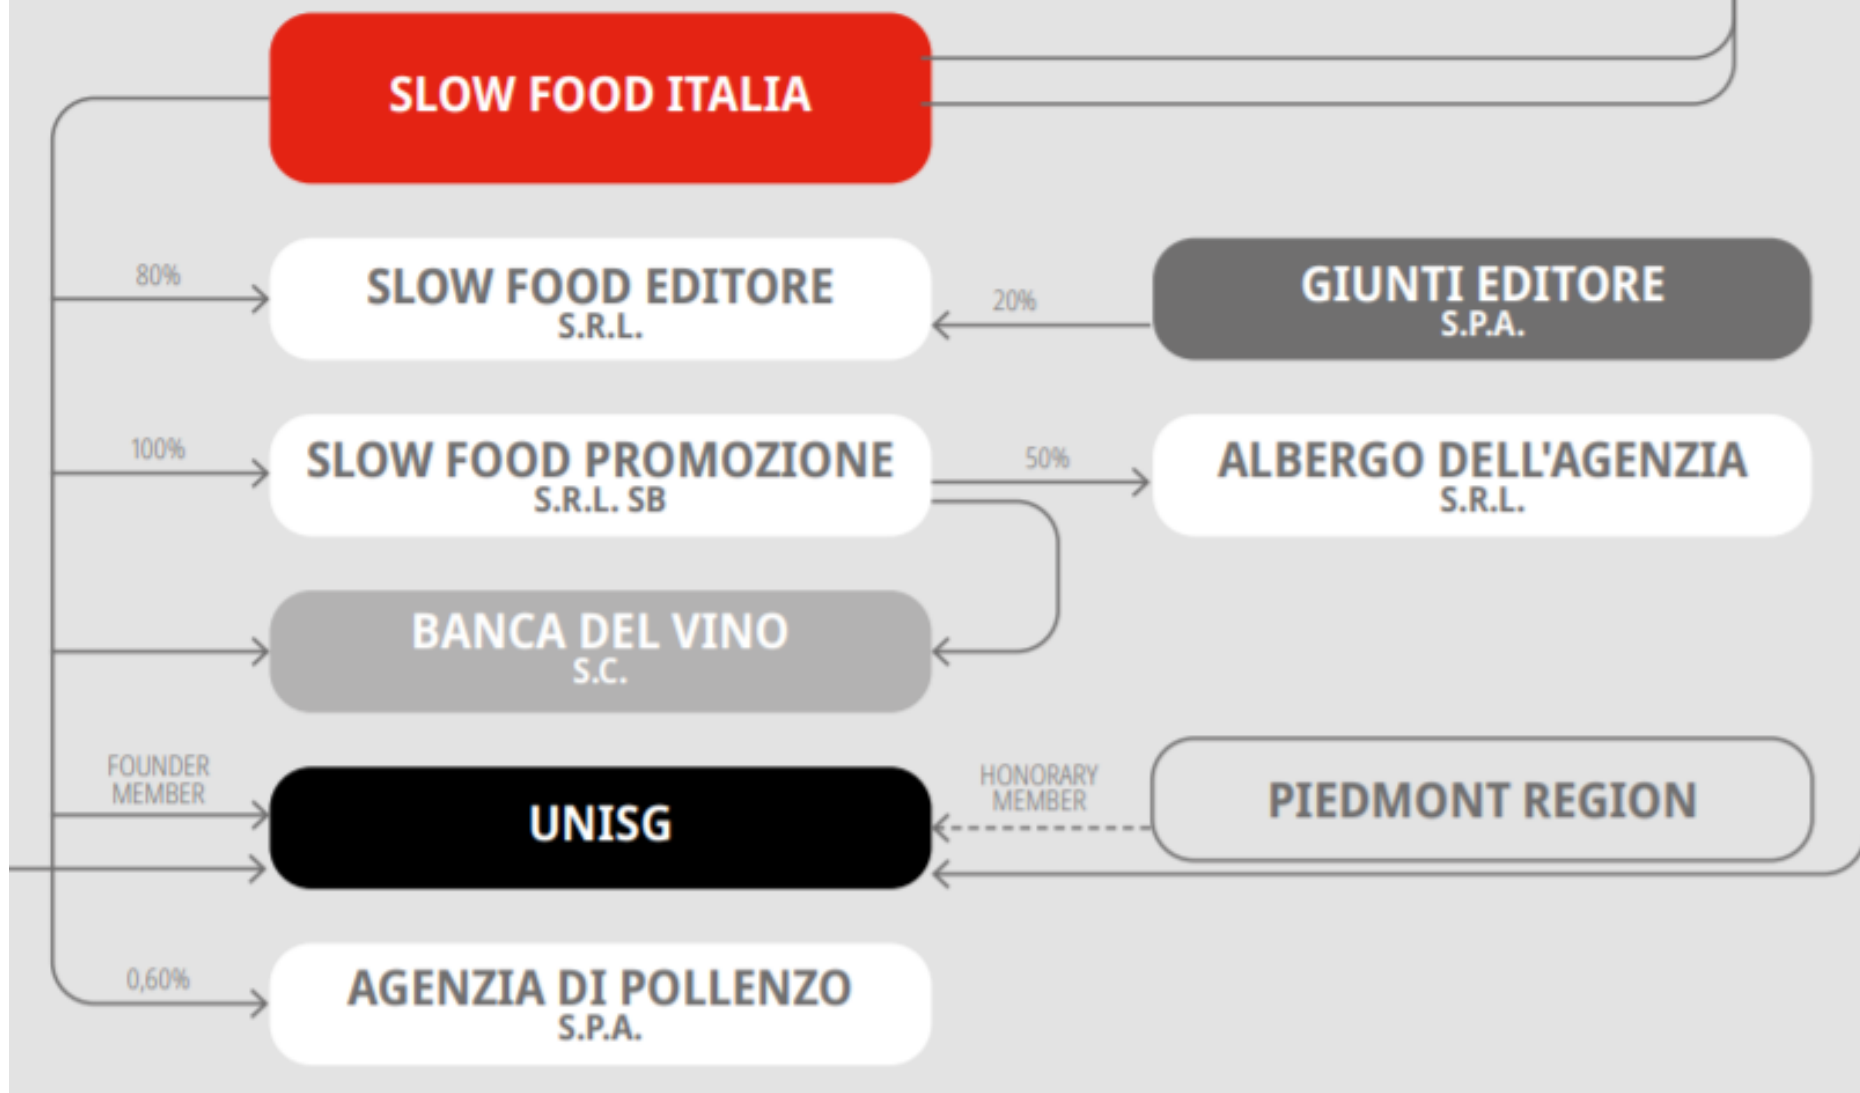 SLOW FOOD ITALIA
80%
SLOW FOOD EDITORE
S.R.L.
20%
GIUNTI EDITORE
S.P.A.
100%
SLOW FOOD PROMOZIONE
S.R.L. SB
50%
ALBERGO DELL'AGENZIA
S.R.L.
BANCA DEL VINO
S.C.
FOUNDER
MEMBER
UNISG
HONORARY
MEMBER
PIEDMONT REGION
0,60%
AGENZIA DI POLLENZO
S.P.A.